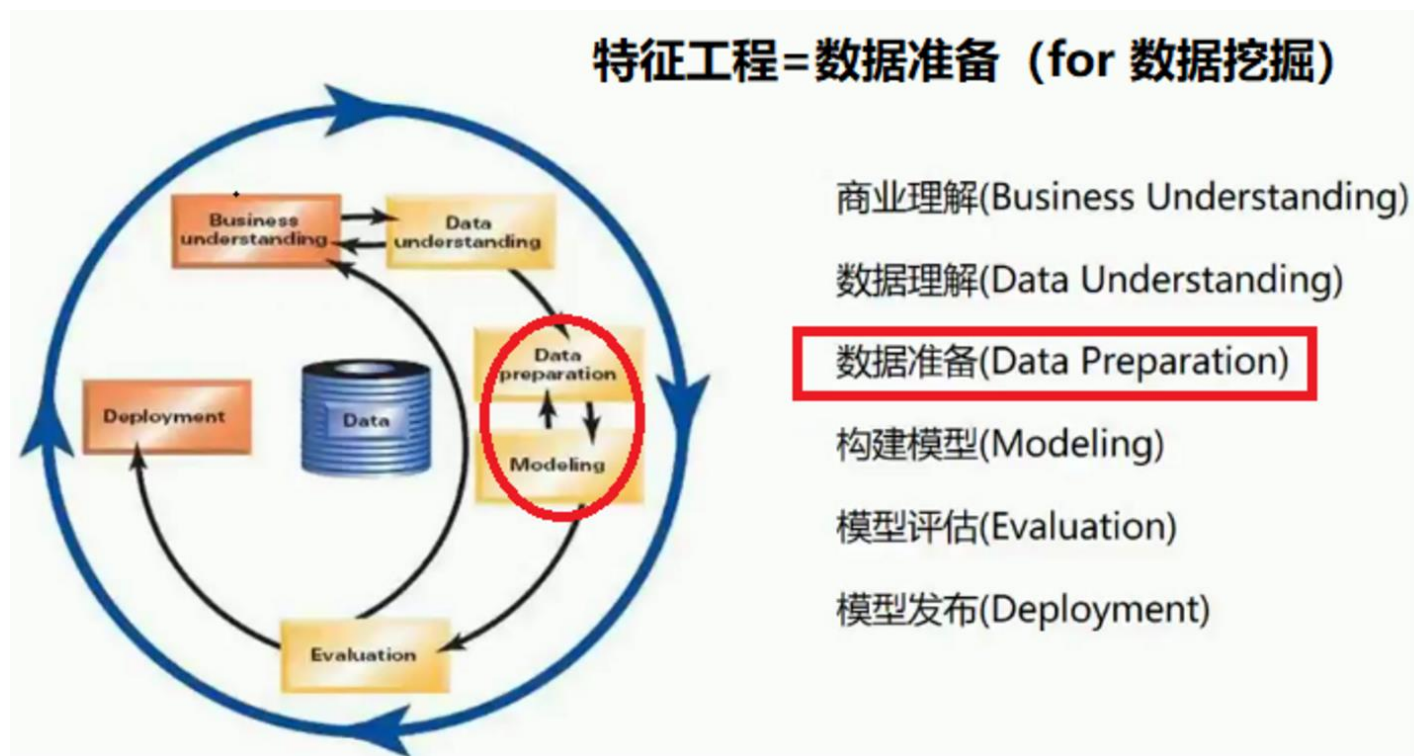 特征工程=数据准备（for 数据挖掘）
Business
understanding
Data
understanding
Data
preparation
Deployment
Data
Modeling
Evaluation
商业理解(Business Understanding)
数据理解(Data Understanding)
数据准备(Data Preparation)
构建模型(Modeling)
模型评估(Evaluation)
模型发布(Deployment)